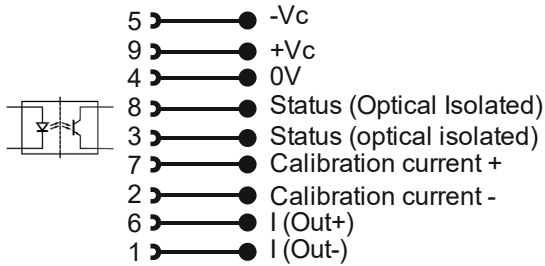 5 -Vc
9 +Vc
4 0V
8 Status (Optical Isolated)
3 Status (optical isolated)
7 Calibration current +
2 Calibration current -
6 I (Out+)
1 I (Out-)